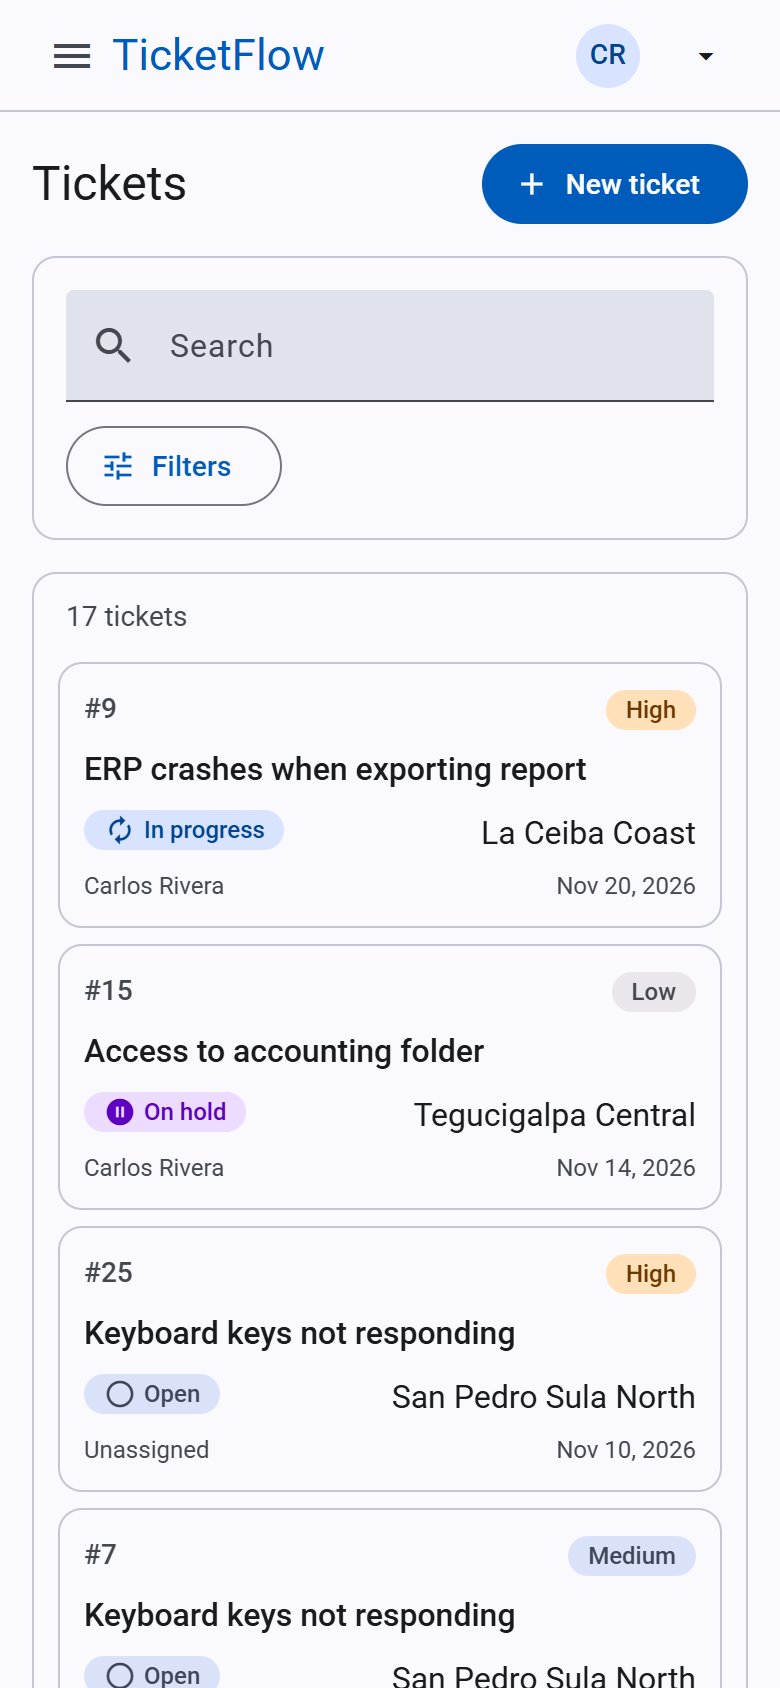 TicketFlow
CR
Tickets
New ticket
Search
Filters
17 tickets
#9
High
ERP crashes when exporting report
In progress
La Ceiba Coast
Carlos Rivera
Nov 20, 2026
#15
Low
Access to accounting folder
On hold
Tegucigalpa Central
Carlos Rivera
Nov 14, 2026
#25
High
Keyboard keys not responding
Open
San Pedro Sula North
Unassigned
Nov 10, 2026
#7
Medium
Keyboard keys not responding
Open
San Pedro Sula North